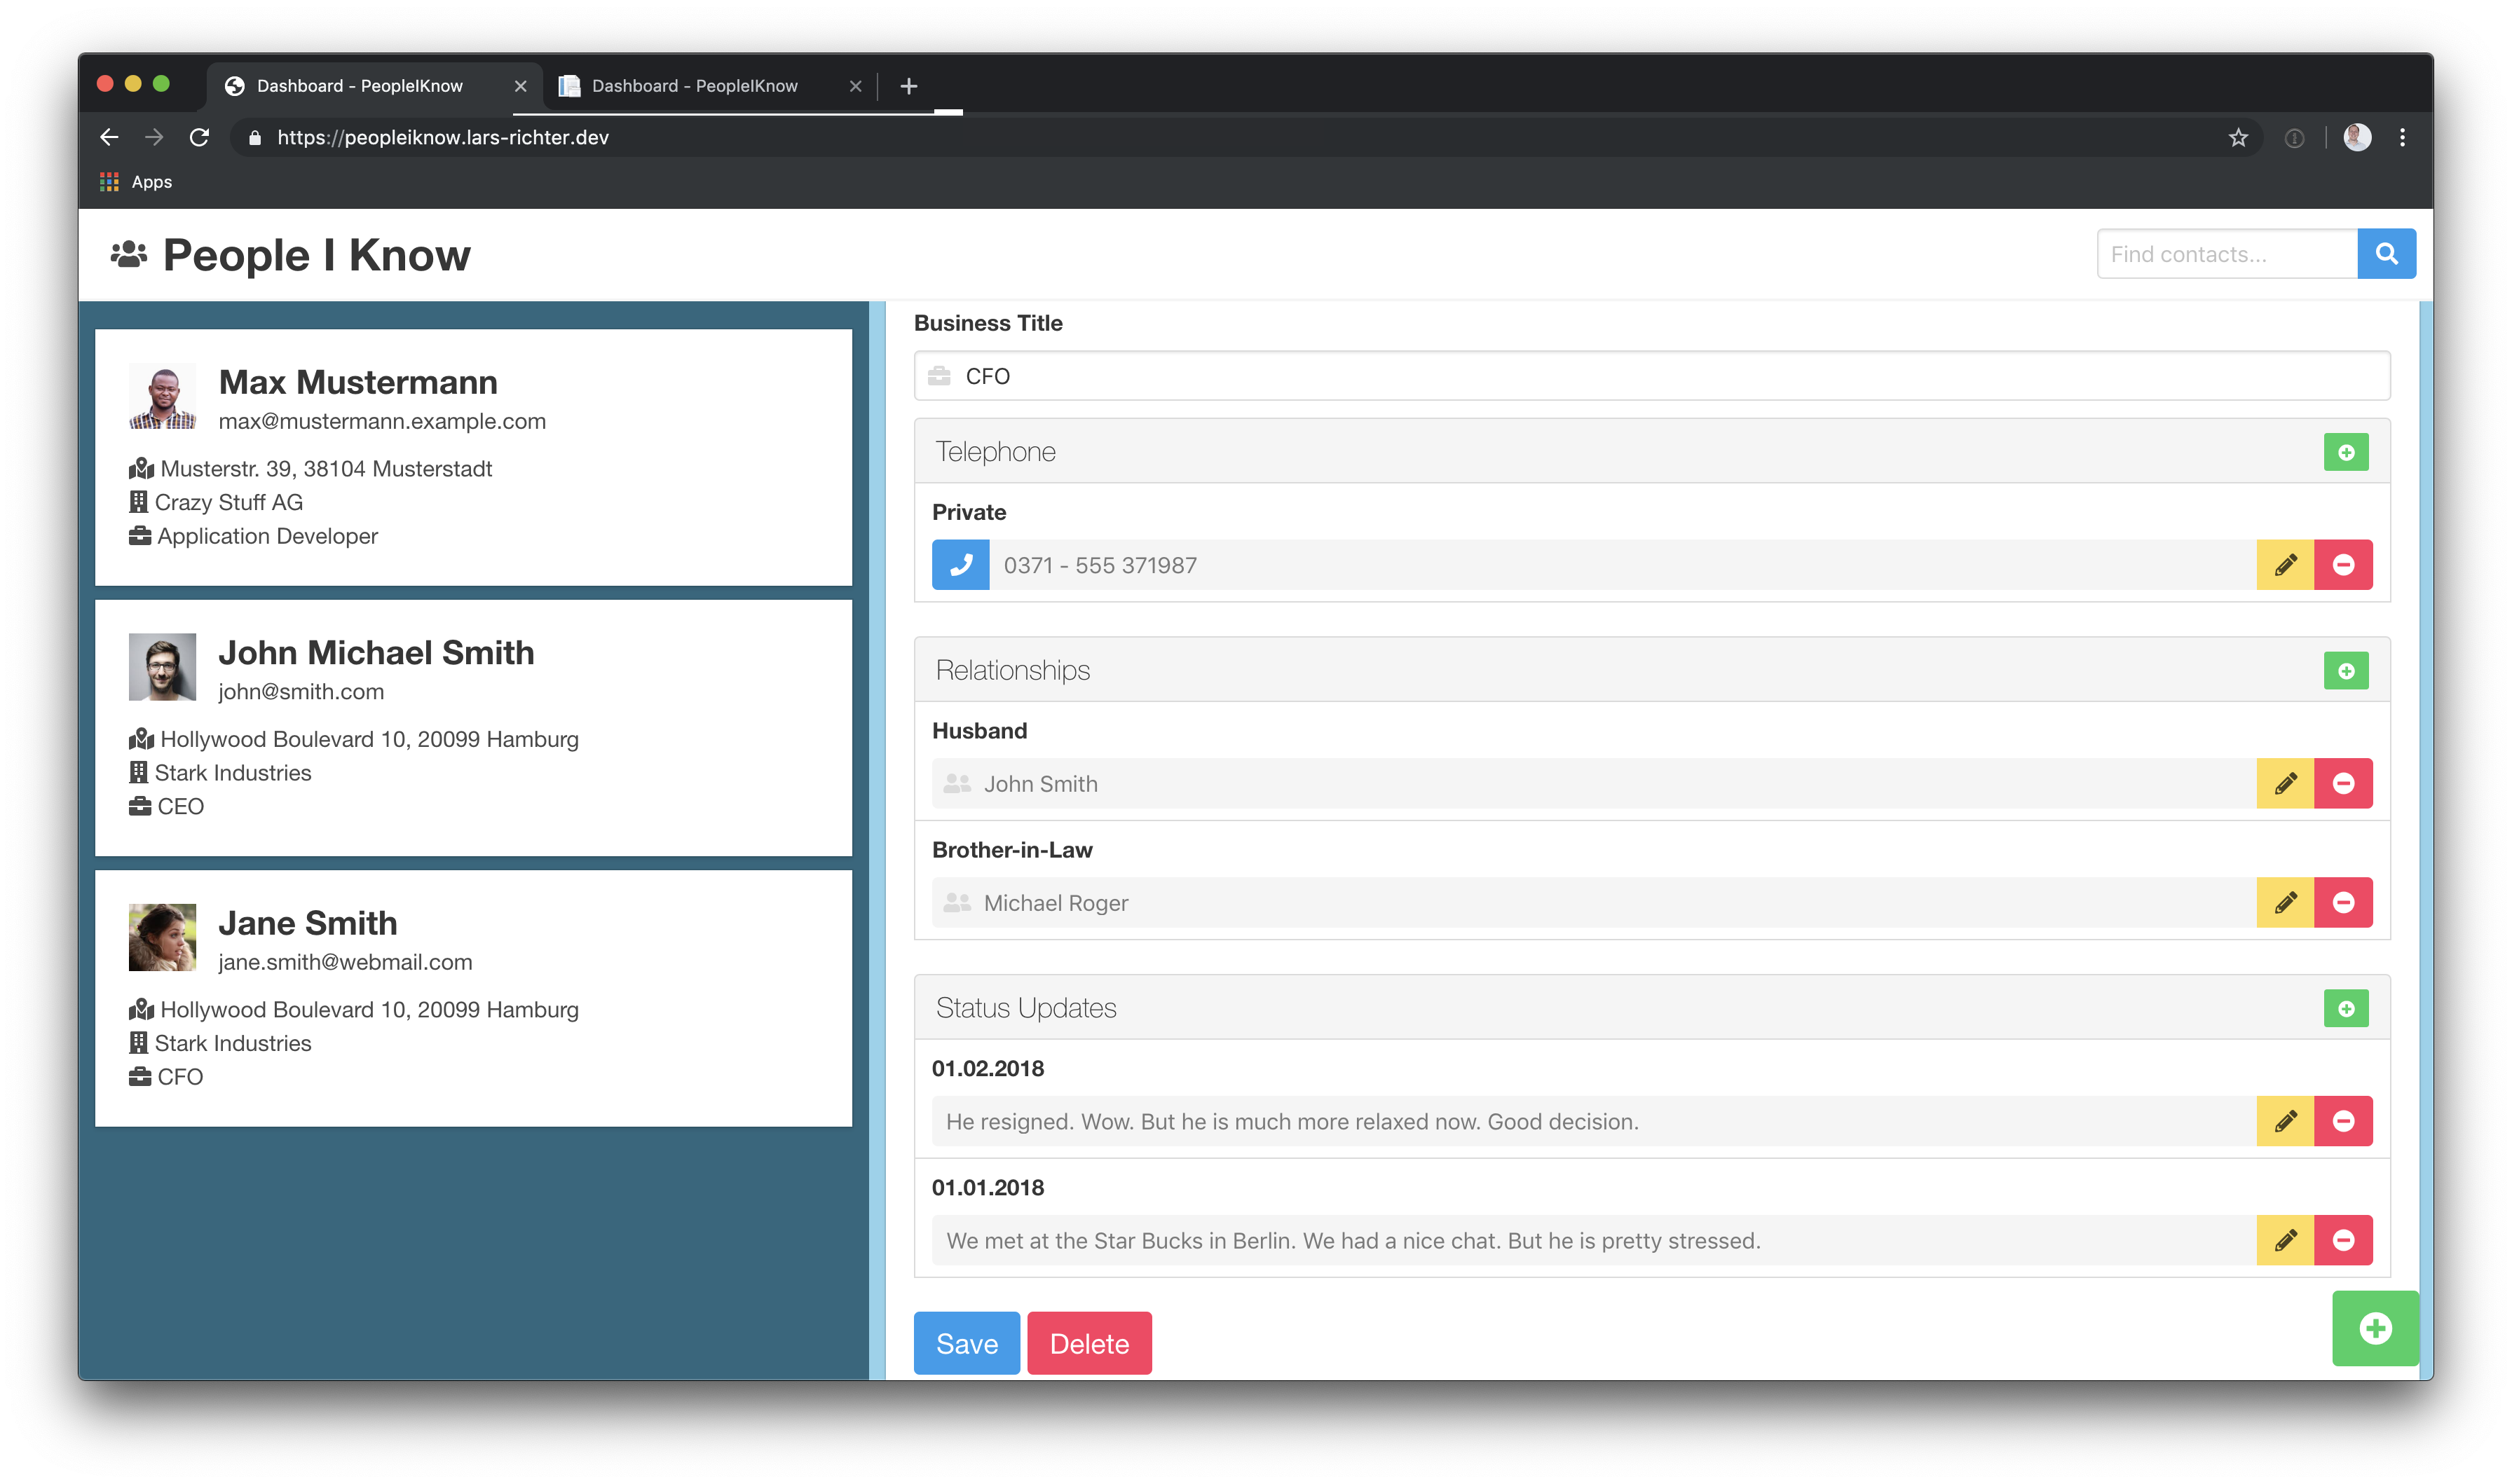 Dashboard - PeopleIKnow
Dashboard - PeopleIKnow
https://peopleiknow.lars-richter.dev
Apps
People I Know
Find contacts...
Max Mustermann
max@mustermann.example.com
Musterstr. 39, 38104 Musterstadt
Crazy Stuff AG
Application Developer
John Michael Smith
john@smith.com
Hollywood Boulevard 10, 20099 Hamburg
Stark Industries
CEO
Jane Smith
jane.smith@webmail.com
Hollywood Boulevard 10, 20099 Hamburg
Stark Industries
CFO
Business Title
CFO
Telephone
Private
0371 - 555 371987
Relationships
Husband
John Smith
Brother-in-Law
Michael Roger
Status Updates
01.02.2018
He resigned. Wow. But he is much more relaxed now. Good decision.
01.01.2018
We met at the Star Bucks in Berlin. We had a nice chat. But he is pretty stressed.
Save
Delete